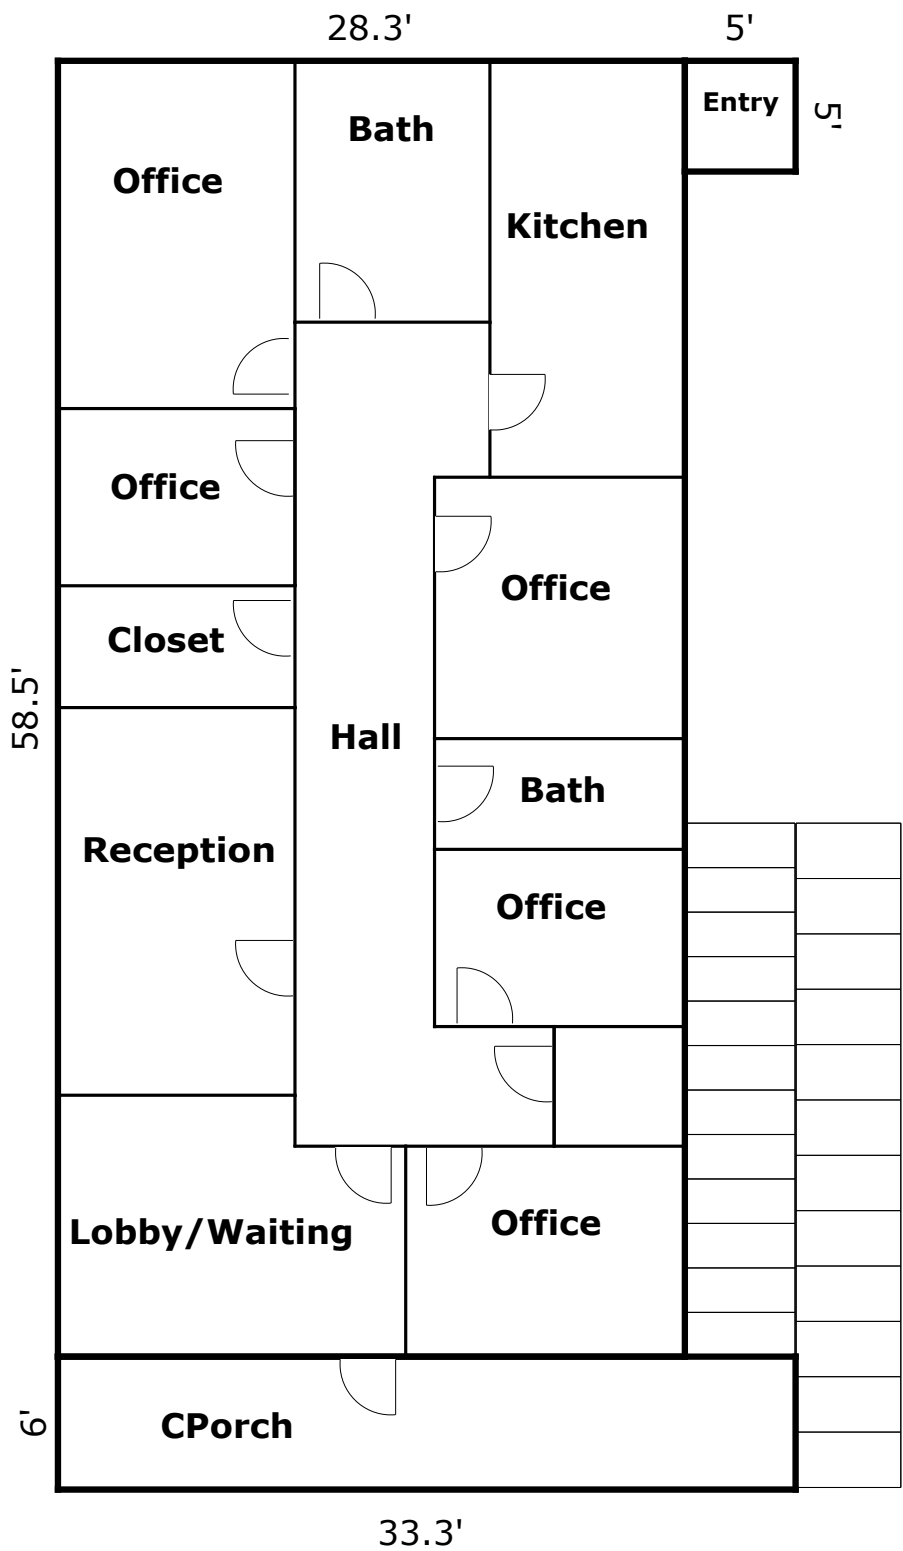 28.3'
5'
Entry
5'
Bath
Office
Kitchen
Office
Office
Closet
58.5'
Hall
Bath
Reception
Office
Office
Lobby/Waiting
6'
CPorch
33.3'